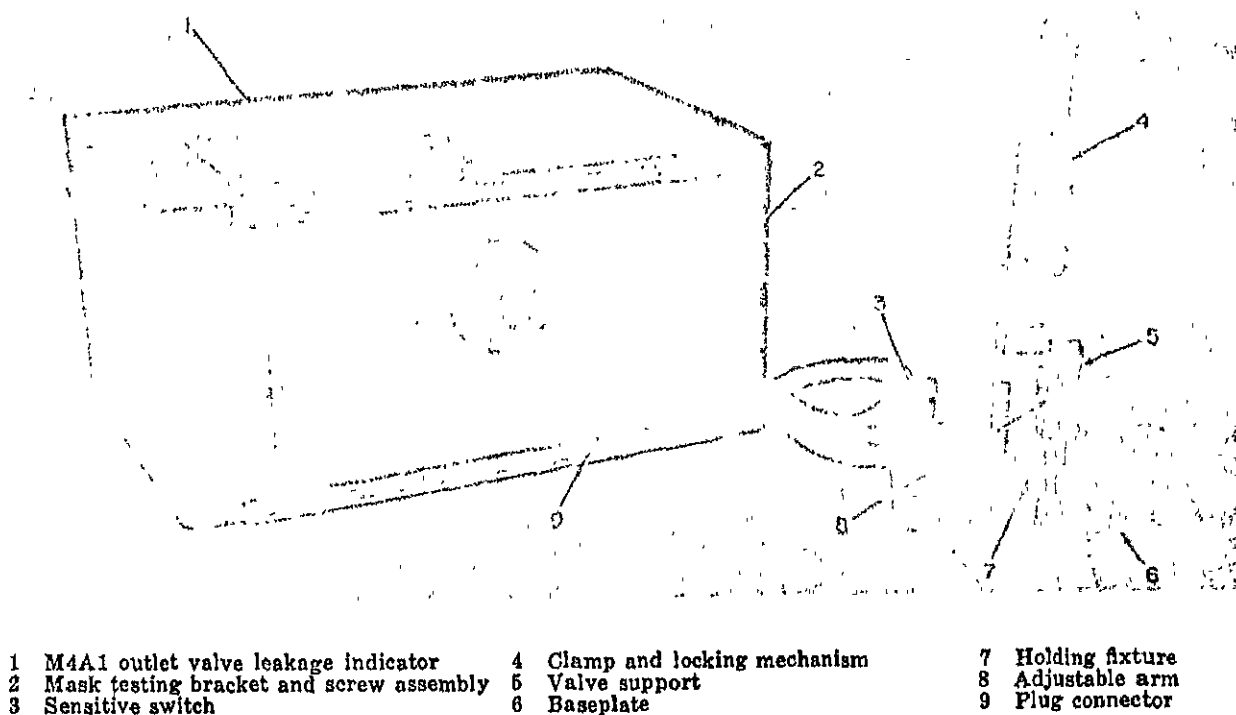 1
2
3
4
5
6
7
8
9
1 M4A1 outlet valve leakage indicator
2 Mask testing bracket and screw assembly
3 Sensitive switch
4 Clamp and locking mechanism
5 Valve support
6 Baseplate
7 Holding fixture
8 Adjustable arm
9 Plug connector